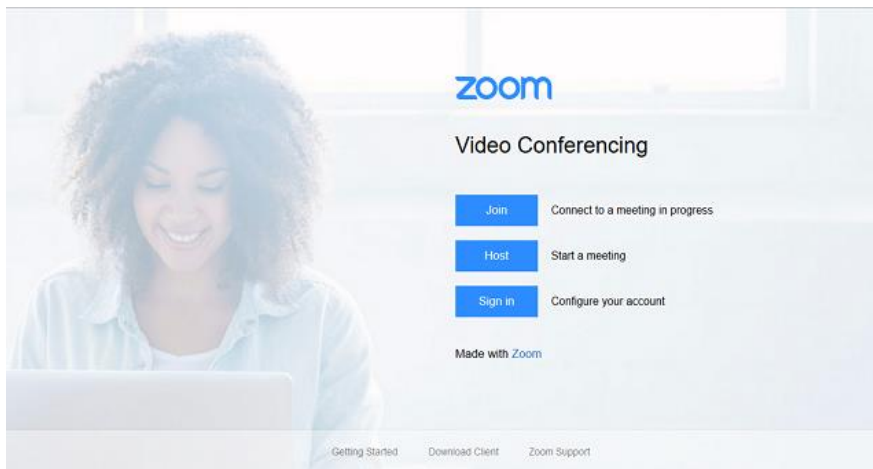 zoom
Video Conferencing
Join Connect to a meeting in progress
Host Start a meeting
Sign in Configure your account
Made with Zoom
Getting Started Download Client Zoom Support